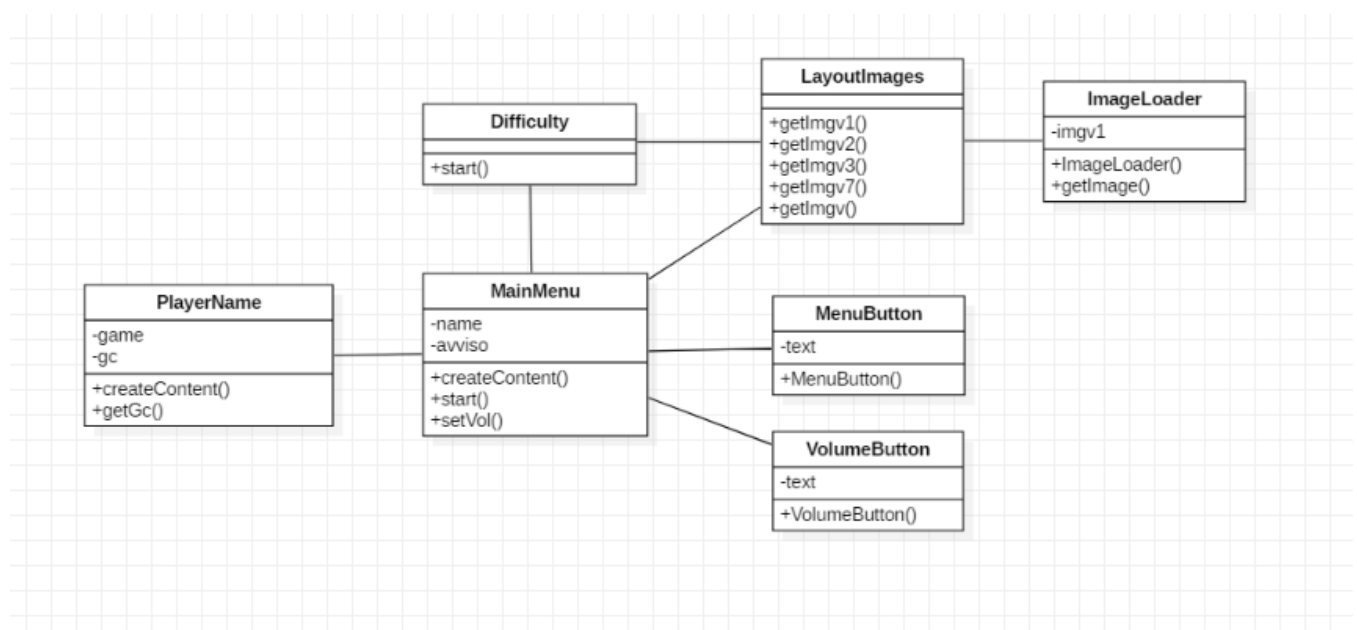 LayoutImages
+getImgv1()
+getImgv2()
+getImgv3()
+getImgv7()
+getImgv()
ImageLoader
-imgv1
+ImageLoader()
+getImage()
Difficulty
+start()
PlayerName
-game
-gc
+createContent()
+getGc()
MainMenu
-name
-avviso
+createContent()
+start()
+setVol()
MenuButton
-text
+MenuButton()
VolumeButton
-text
+VolumeButton()